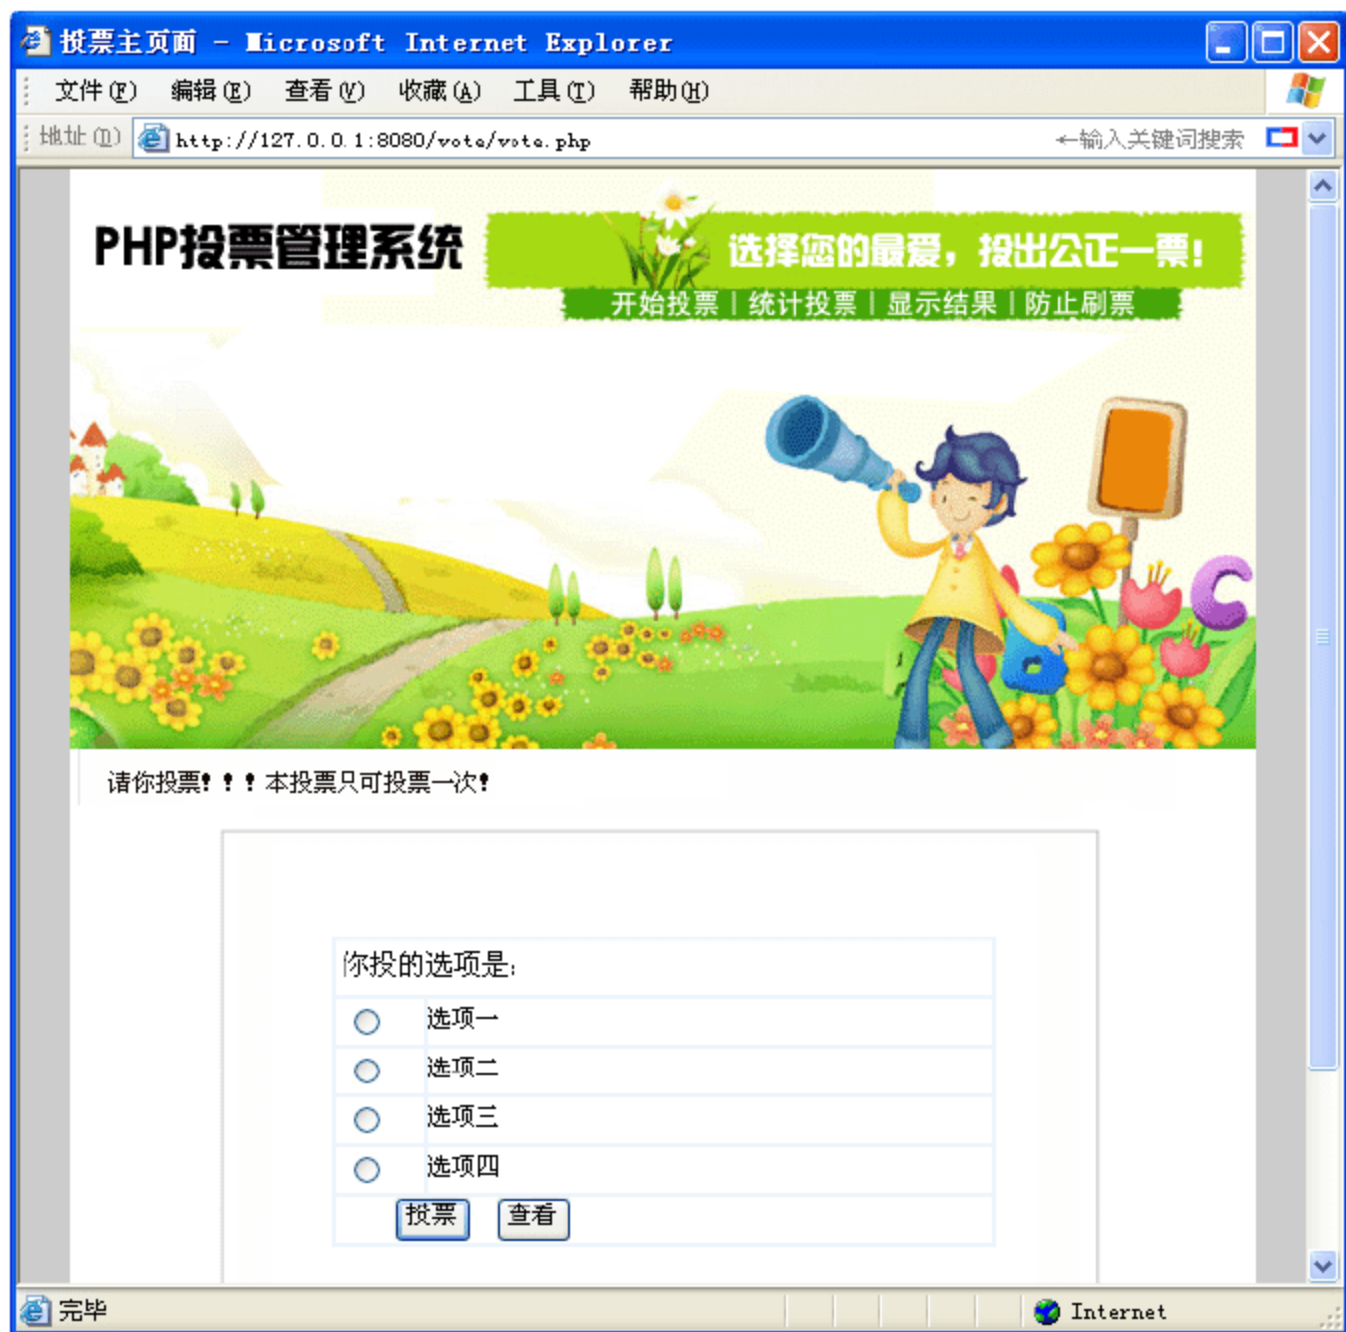 投票主页面 - Microsoft Internet Explorer
文件(F) 编辑(E) 查看(V) 收藏(A) 工具(T) 帮助(H)
地址(D) http://127.0.0.1:8080/vote/vote.php ←输入关键词搜索
PHP投票管理系统
选择您的最爱，投出公正一票！
开始投票 | 统计投票 | 显示结果 | 防止刷票
C
请你投票！！！本投票只可投票一次！
你投的选项是：
选项一
选项二
选项三
选项四
投票 查看
完毕 Internet